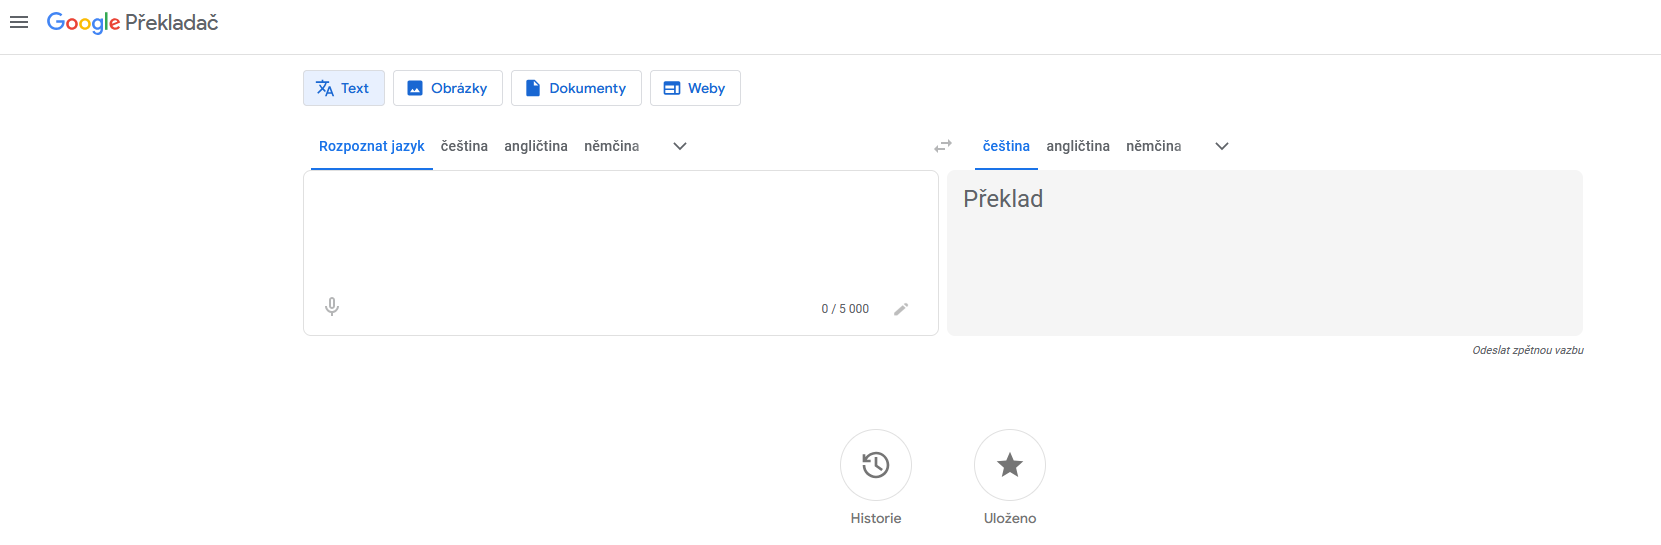 Google Překladač
Text Obrázky Dokumenty Weby
Rozpoznat jazyk čeština angličtina němčina čeština angličtina němčina
Překlad
0 / 5 000
Odeslat zpětnou vazbu
Historie Uloženo